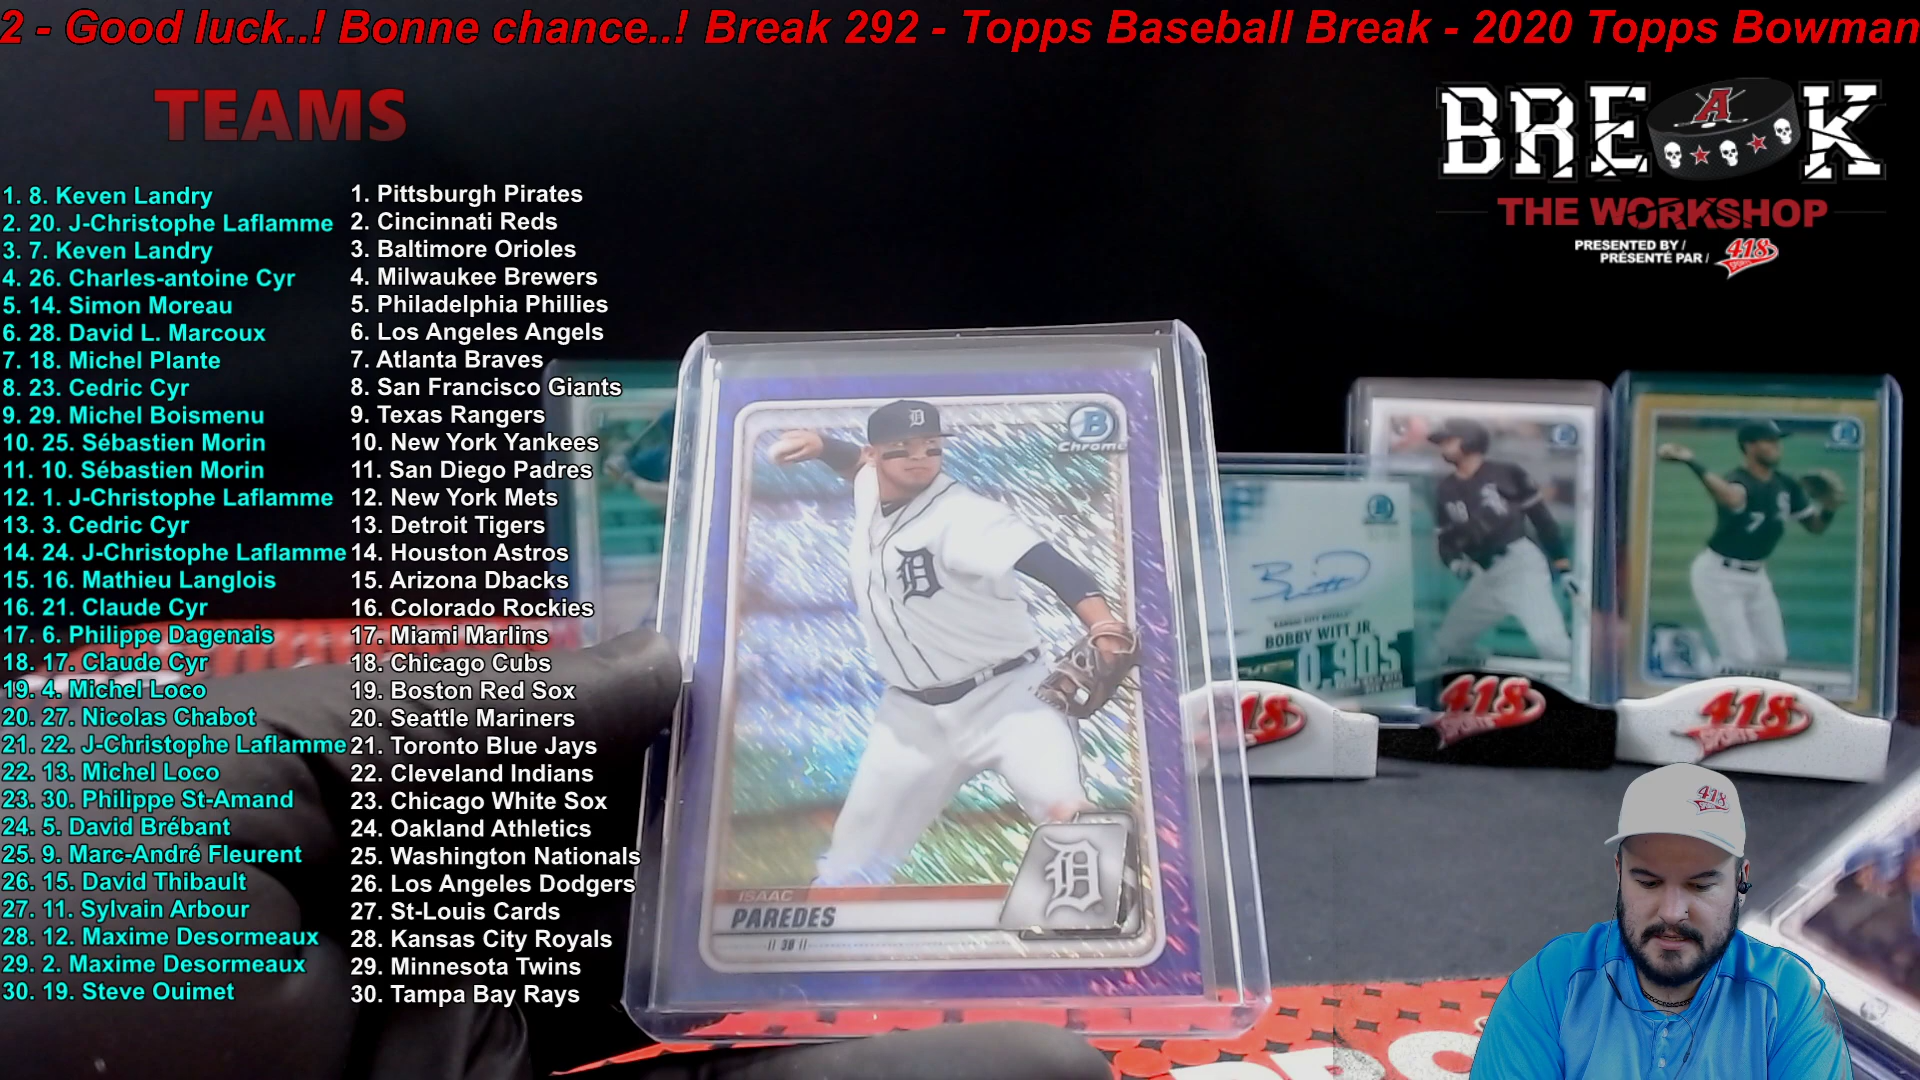 2 - Good luck..! Bonne chance..! Break 292 - Topps Baseball Break - 2020 Topps Bowman
TEAMS
BREAK
THE WORKSHOP
PRESENTED BY /
PRÉSENTÉ PAR /
418
SPORTS
1. 8. Keven Landry
2. 20. J-Christophe Laflamme
3. 7. Keven Landry
4. 26. Charles-antoine Cyr
5. 14. Simon Moreau
6. 28. David L. Marcoux
7. 18. Michel Plante
8. 23. Cedric Cyr
9. 29. Michel Boismenu
10. 25. Sébastien Morin
11. 10. Sébastien Morin
12. 1. J-Christophe Laflamme
13. 3. Cedric Cyr
14. 24. J-Christophe Laflamme
15. 16. Mathieu Langlois
16. 21. Claude Cyr
17. 6. Philippe Dagenais
18. 17. Claude Cyr
19. 4. Michel Loco
20. 27. Nicolas Chabot
21. 22. J-Christophe Laflamme
22. 13. Michel Loco
23. 30. Philippe St-Amand
24. 5. David Brébant
25. 9. Marc-André Fleurent
26. 15. David Thibault
27. 11. Sylvain Arbour
28. 12. Maxime Desormeaux
29. 2. Maxime Desormeaux
30. 19. Steve Ouimet
1. Pittsburgh Pirates
2. Cincinnati Reds
3. Baltimore Orioles
4. Milwaukee Brewers
5. Philadelphia Phillies
6. Los Angeles Angels
7. Atlanta Braves
8. San Francisco Giants
9. Texas Rangers
10. New York Yankees
11. San Diego Padres
12. New York Mets
13. Detroit Tigers
14. Houston Astros
15. Arizona Dbacks
16. Colorado Rockies
17. Miami Marlins
18. Chicago Cubs
19. Boston Red Sox
20. Seattle Mariners
21. Toronto Blue Jays
22. Cleveland Indians
23. Chicago White Sox
24. Oakland Athletics
25. Washington Nationals
26. Los Angeles Dodgers
27. St-Louis Cards
28. Kansas City Royals
29. Minnesota Twins
30. Tampa Bay Rays
B
Chrome
D
D
ISAAC
PAREDES
// 38 //
D
KANSAS CITY ROYALS
BOBBY WITT JR.
0.905
7
418
418
SPORTS
418
SPORTS
418